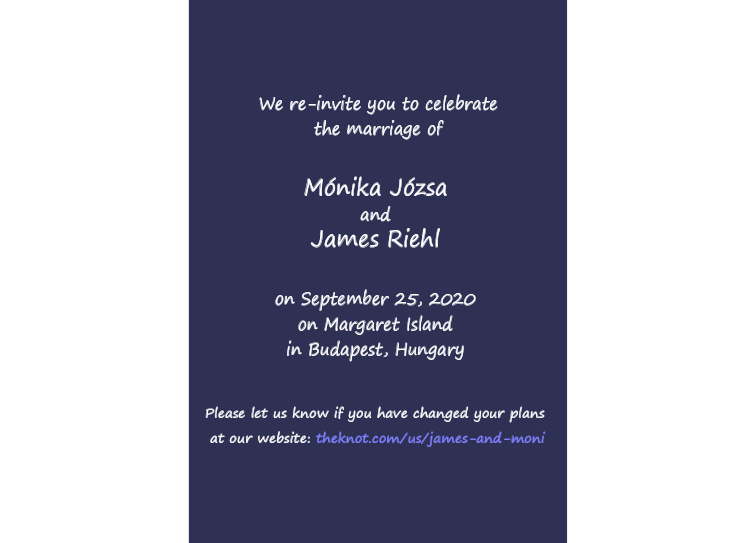 We re-invite you to celebrate
the marriage of
Mónika Józsa
and
James Riehl
on September 25, 2020
on Margaret Island
in Budapest, Hungary
Please let us know if you have changed your plans
at our website: theknot.com/us/james-and-moni